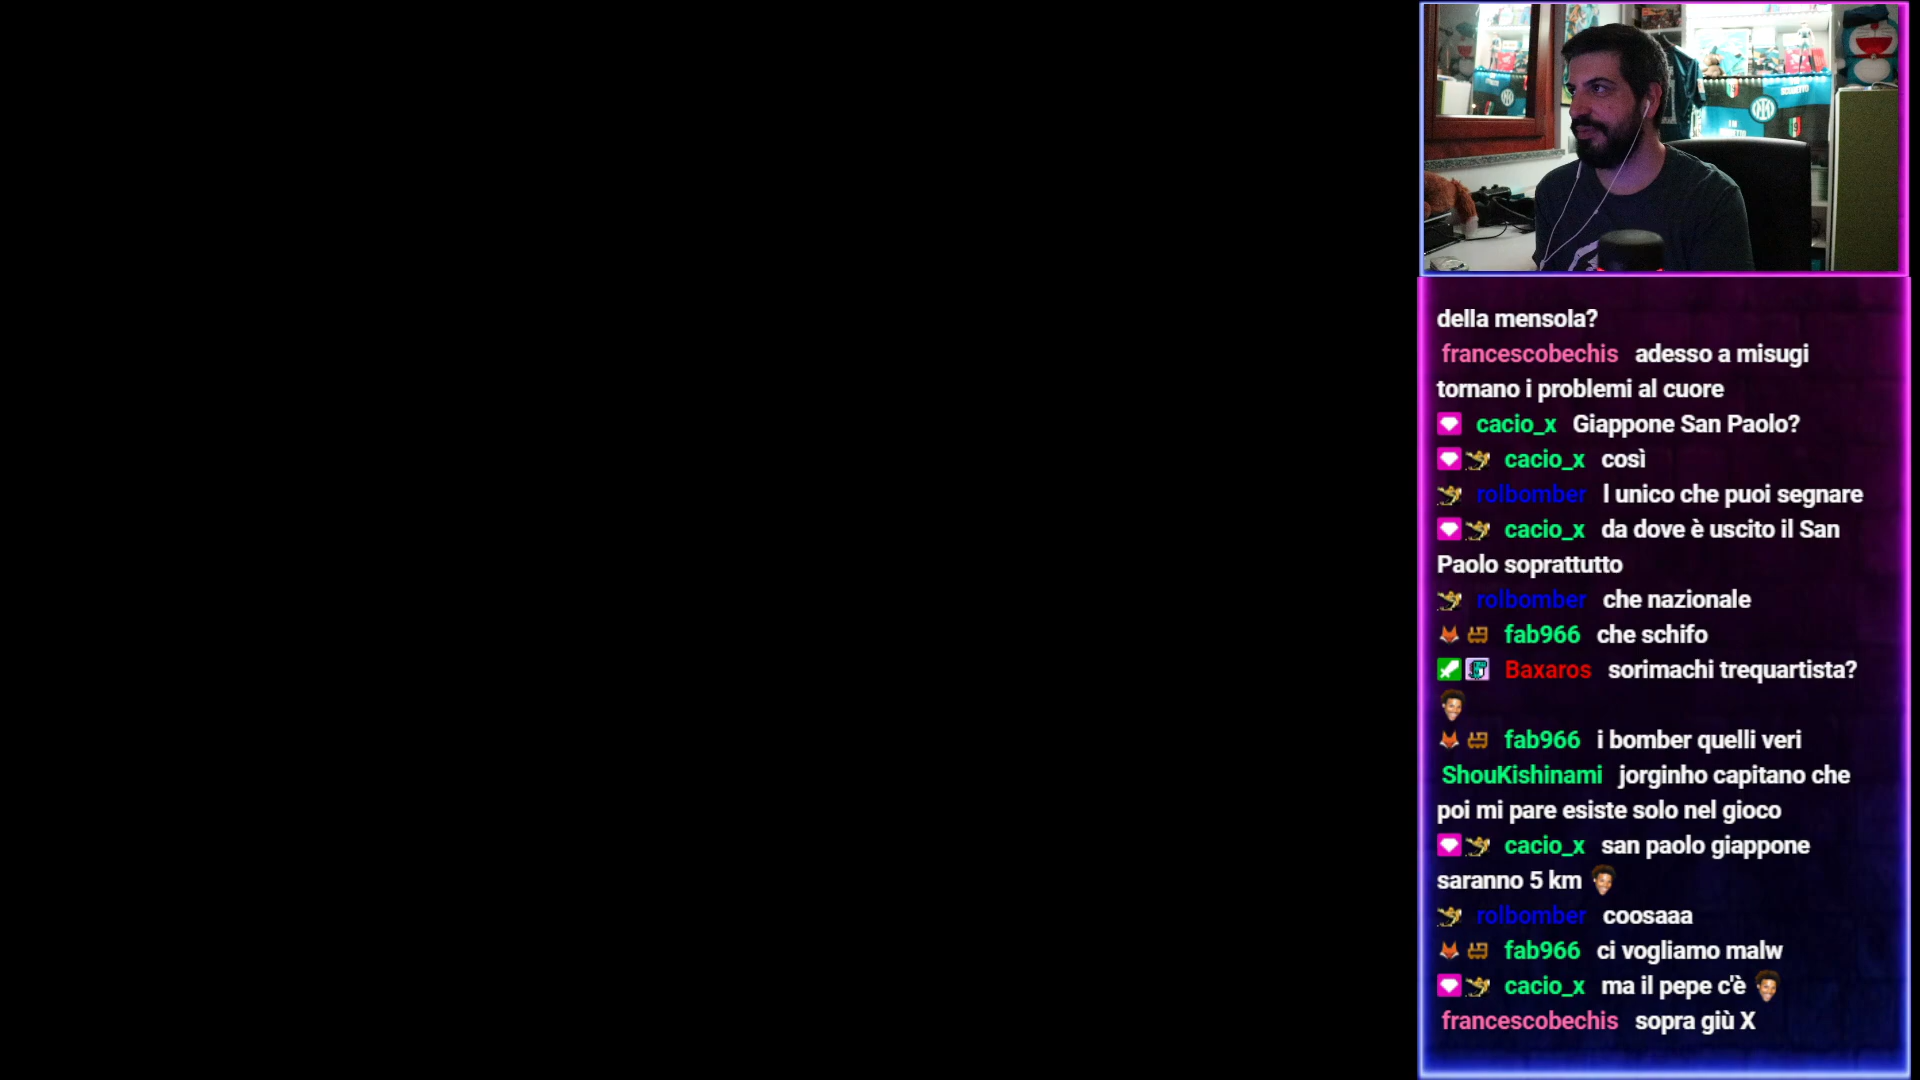 della mensola?
francescobechis adesso a misugi
tornano i problemi al cuore
cacio_x Giappone San Paolo?
cacio_x così
rolbomber l unico che puoi segnare
cacio_x da dove è uscito il San
Paolo soprattutto
rolbomber che nazionale
fab966 che schifo
Baxaros sorimachi trequartista?
fab966 i bomber quelli veri
ShouKishinami jorginho capitano che
poi mi pare esiste solo nel gioco
cacio_x san paolo giappone
saranno 5 km
rolbomber coosaaa
fab966 ci vogliamo malw
cacio_x ma il pepe c'è
francescobechis sopra giù X